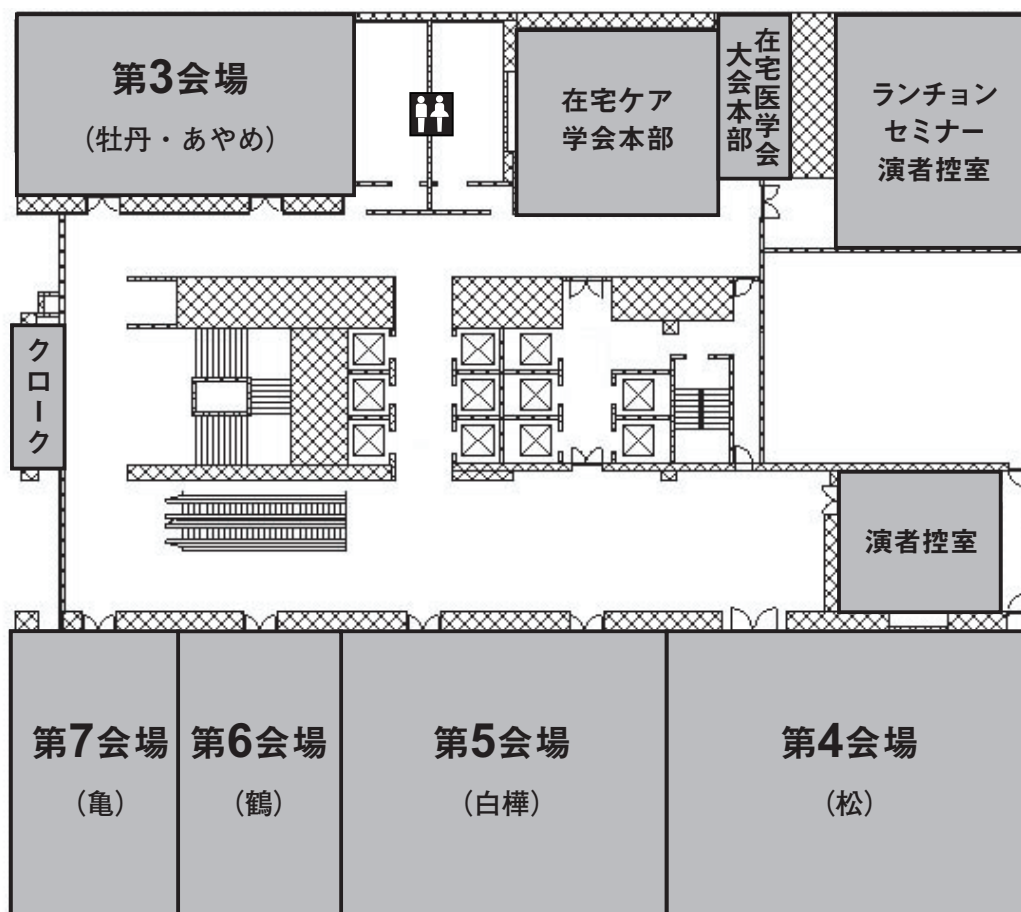 第3会場
（牡丹・あやめ）
在宅ケア
学会本部
在宅医学会
大会本部
ランチョン
セミナー
演者控室
クローク
演者控室
第7会場
（亀）
第6会場
（鶴）
第5会場
（白樺）
第4会場
（松）